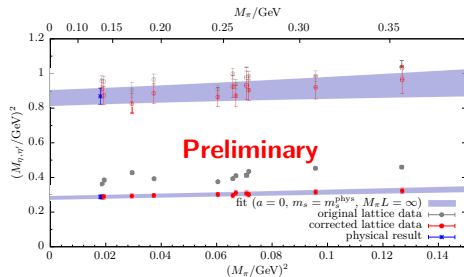 M_π/GeV
0 0.15 0.2 0.25 0.3 0.35
1.2
1
0.8
0.6
0.4
0.2
0
(M_{η,η′}/GeV)^2
Preliminary
fit (a = 0, m_s = m_s^{phys}, M_πL = ∞)
original lattice data
corrected lattice data
physical result
0 0.02 0.04 0.06 0.08 0.1 0.12 0.14
(M_π/GeV)^2